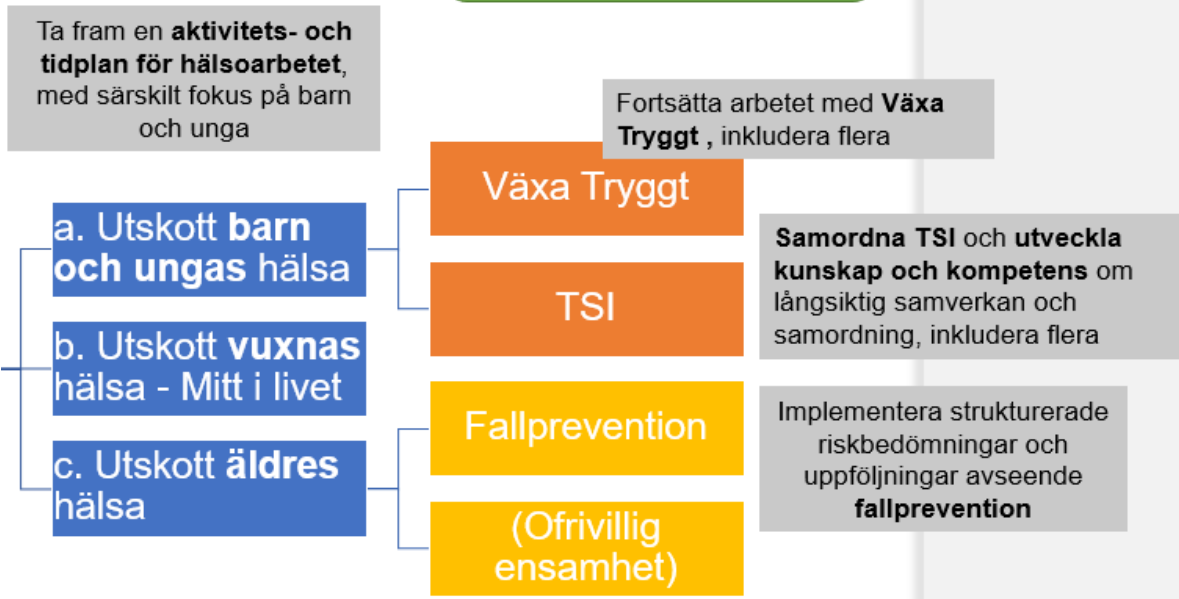 Ta fram en aktivitets- och
tidplan för hälsoarbetet,
med särskilt fokus på barn
och unga
Fortsätta arbetet med Växa
Tryggt , inkludera flera
Växa Tryggt
a. Utskott barn
och ungas hälsa
Samordna TSI och utveckla
kunskap och kompetens om
långsiktig samverkan och
samordning, inkludera flera
TSI
b. Utskott vuxnas
hälsa - Mitt i livet
Fallprevention
Implementera strukturerade
riskbedömningar och
uppföljningar avseende
fallprevention
c. Utskott äldres
hälsa
(Ofrivillig
ensamhet)